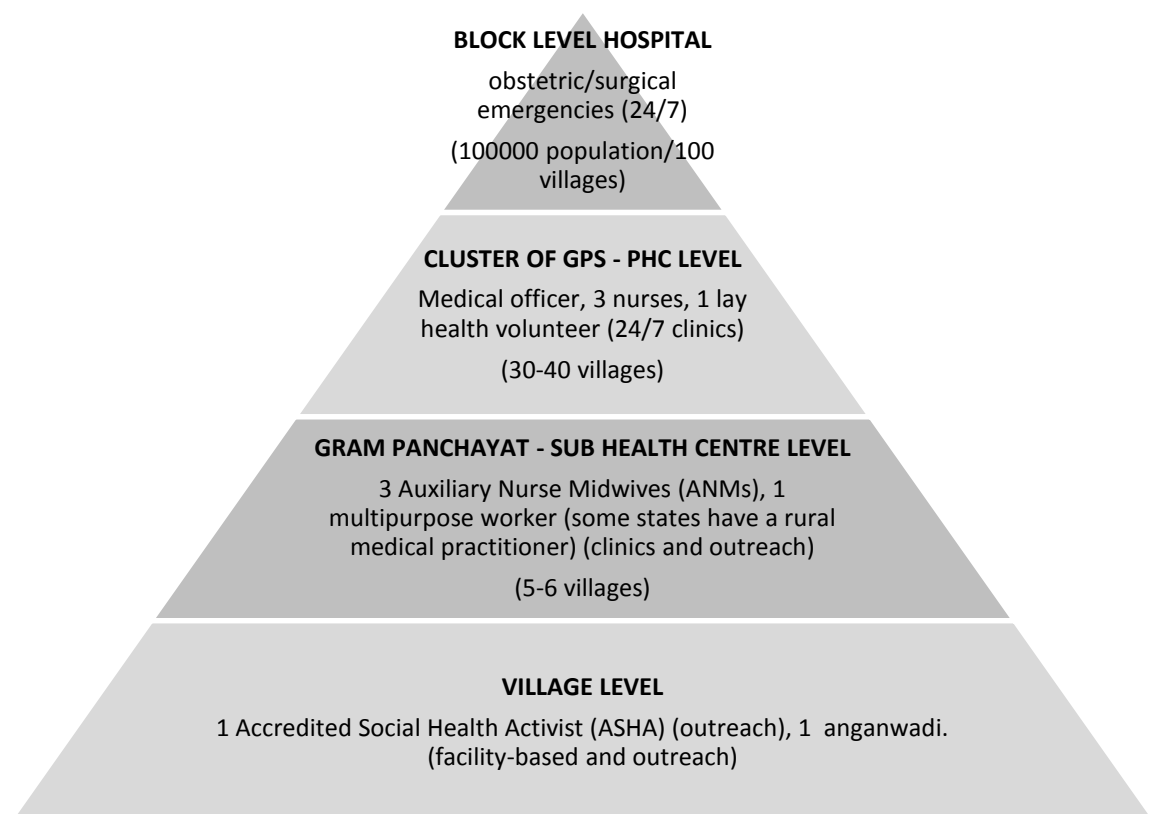 BLOCK LEVEL HOSPITAL
obstetric/surgical
emergencies (24/7)
(100000 population/100
villages)
CLUSTER OF GPS - PHC LEVEL
Medical officer, 3 nurses, 1 lay
health volunteer (24/7 clinics)
(30-40 villages)
GRAM PANCHAYAT - SUB HEALTH CENTRE LEVEL
3 Auxiliary Nurse Midwives (ANMs), 1
multipurpose worker (some states have a rural
medical practitioner) (clinics and outreach)
(5-6 villages)
VILLAGE LEVEL
1 Accredited Social Health Activist (ASHA) (outreach), 1 anganwadi.
(facility-based and outreach)